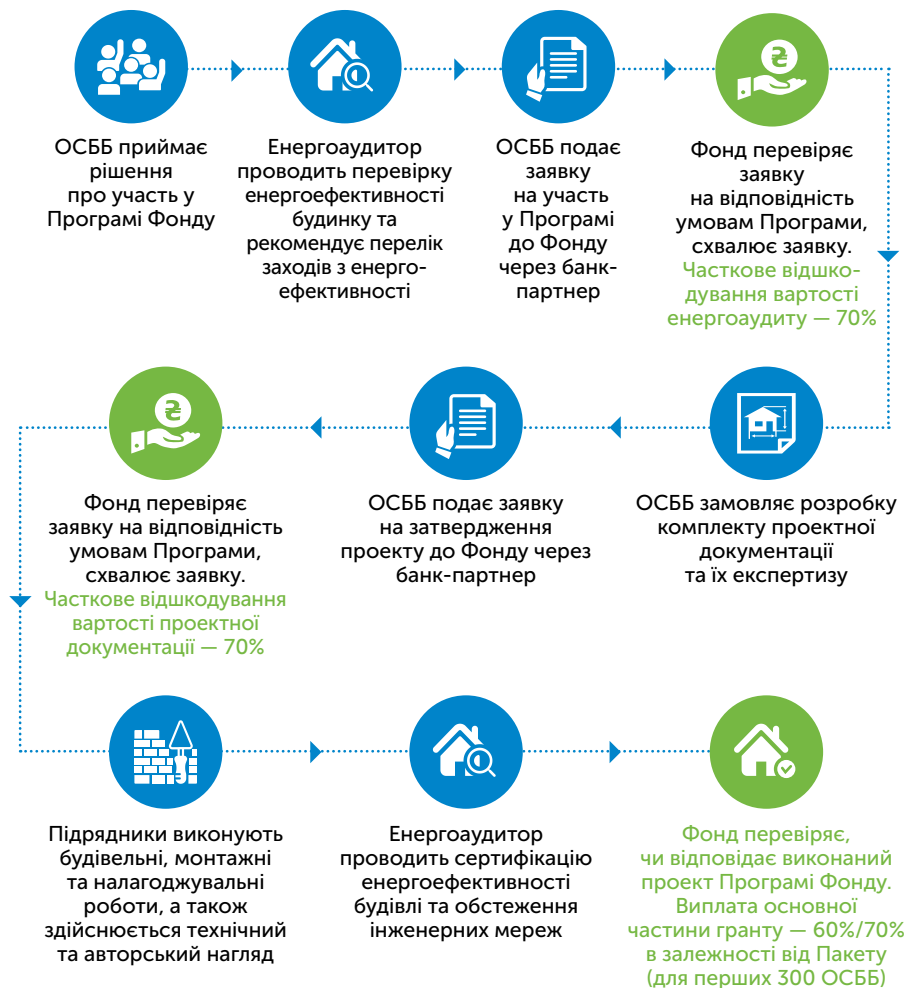 ОСББ приймає
рішення
про участь у
Програмі Фонду
Енергоаудитор
проводить перевірку
енергоефективності
будинку та
рекомендує перелік
заходів з енерго-
ефективності
ОСББ подає
заявку
на участь
у Програмі
до Фонду
через банк-
партнер
₴
Фонд перевіряє
заявку
на відповідність
умовам Програми,
схвалює заявку.
Часткове відшко-
дування вартості
енергоаудиту — 70%
ОСББ замовляє розробку
комплекту проектної
документації
та їх експертизу
ОСББ подає заявку
на затвердження
проекту до Фонду через
банк-партнер
₴
Фонд перевіряє
заявку на відповідність
умовам Програми,
схвалює заявку.
Часткове відшкодування
вартості проектної
документації — 70%
Підрядники виконують
будівельні, монтажні
та налагоджувальні
роботи, а також
здійснюється технічний
та авторський нагляд
Енергоаудитор
проводить сертифікацію
енергоефективності
будівлі та обстеження
інженерних мереж
Фонд перевіряє,
чи відповідає виконаний
проект Програмі Фонду.
Виплата основної
частини гранту — 60%/70%
в залежності від Пакету
(для перших 300 ОСББ)